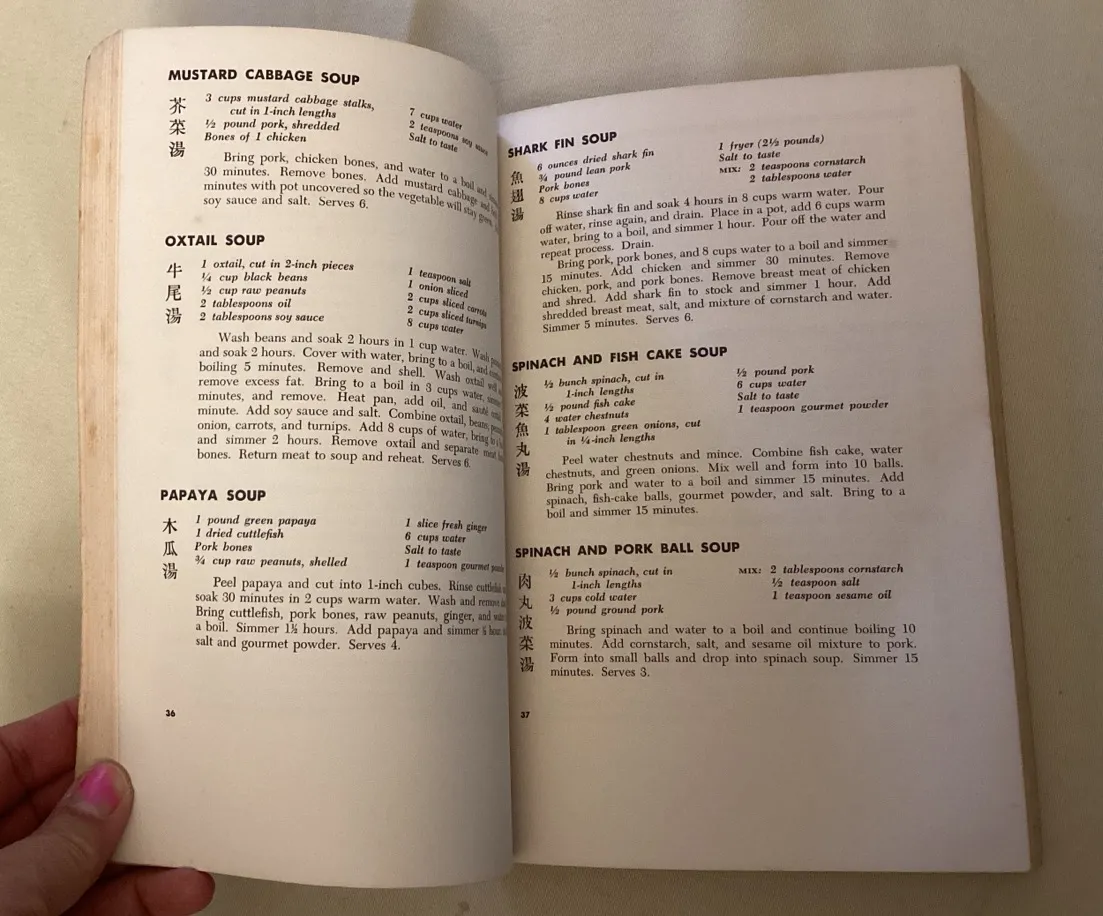 MUSTARD CABBAGE SOUP
芥菜湯
3 cups mustard cabbage stalks,
cut in 1-inch lengths
½ pound pork, shredded
Bones of 1 chicken
7 cups water
2 teaspoons soy sauce
Salt to taste
Bring pork, chicken bones, and water to a boil and
30 minutes. Remove bones. Add mustard cabbage and
minutes with pot uncovered so the vegetable will stay green.
soy sauce and salt. Serves 6.
OXTAIL SOUP
牛尾湯
1 oxtail, cut in 2-inch pieces
¼ cup black beans
½ cup raw peanuts
2 tablespoons oil
2 tablespoons soy sauce
1 teaspoon salt
1 onion sliced
2 cups sliced carrots
2 cups sliced turnips
8 cups water
Wash beans and soak 2 hours in 1 cup water. Wash
and soak 2 hours. Cover with water, bring to a boil, and
boiling 5 minutes. Remove and shell. Wash oxtail well
remove excess fat. Bring to a boil in 3 cups water,
minutes, and remove. Heat pan, add oil, and sauté
minute. Add soy sauce and salt. Combine oxtail, beans,
onion, carrots, and turnips. Add 8 cups of water, bring to
and simmer 2 hours. Remove oxtail and separate meat
bones. Return meat to soup and reheat. Serves 6.
PAPAYA SOUP
木瓜湯
1 pound green papaya
1 dried cuttlefish
Pork bones
¾ cup raw peanuts, shelled
1 slice fresh ginger
6 cups water
Salt to taste
1 teaspoon gourmet
Peel papaya and cut into 1-inch cubes. Rinse
soak 30 minutes in 2 cups warm water. Wash and remove
Bring cuttlefish, pork bones, raw peanuts, ginger, and
a boil. Simmer 1½ hours. Add papaya and simmer ½ hour
salt and gourmet powder. Serves 4.
36
SHARK FIN SOUP
魚翅湯
6 ounces dried shark fin
¾ pound lean pork
Pork bones
8 cups water
1 fryer (2½ pounds)
Salt to taste
MIX: 2 teaspoons cornstarch
2 tablespoons water
Rinse shark fin and soak 4 hours in 8 cups warm water. Pour
off water, rinse again, and drain. Place in a pot, add 6 cups warm
water, bring to a boil, and simmer 1 hour. Pour off the water and
repeat process. Drain.
Bring pork, pork bones, and 8 cups water to a boil and simmer
15 minutes. Add chicken and simmer 30 minutes. Remove
chicken, pork, and pork bones. Remove breast meat of chicken
and shred. Add shark fin to stock and simmer 1 hour. Add
shredded breast meat, salt, and mixture of cornstarch and water.
Simmer 5 minutes. Serves 6.
SPINACH AND FISH CAKE SOUP
波菜魚丸湯
½ bunch spinach, cut in
1-inch lengths
½ pound fish cake
4 water chestnuts
1 tablespoon green onions, cut
in ¼-inch lengths
½ pound pork
6 cups water
Salt to taste
1 teaspoon gourmet powder
Peel water chestnuts and mince. Combine fish cake, water
chestnuts, and green onions. Mix well and form into 10 balls.
Bring pork and water to a boil and simmer 15 minutes. Add
spinach, fish-cake balls, gourmet powder, and salt. Bring to a
boil and simmer 15 minutes.
SPINACH AND PORK BALL SOUP
肉丸波菜湯
½ bunch spinach, cut in
1-inch lengths
3 cups cold water
½ pound ground pork
MIX: 2 tablespoons cornstarch
½ teaspoon salt
1 teaspoon sesame oil
Bring spinach and water to a boil and continue boiling 10
minutes. Add cornstarch, salt, and sesame oil mixture to pork.
Form into small balls and drop into spinach soup. Simmer 15
minutes. Serves 3.
37